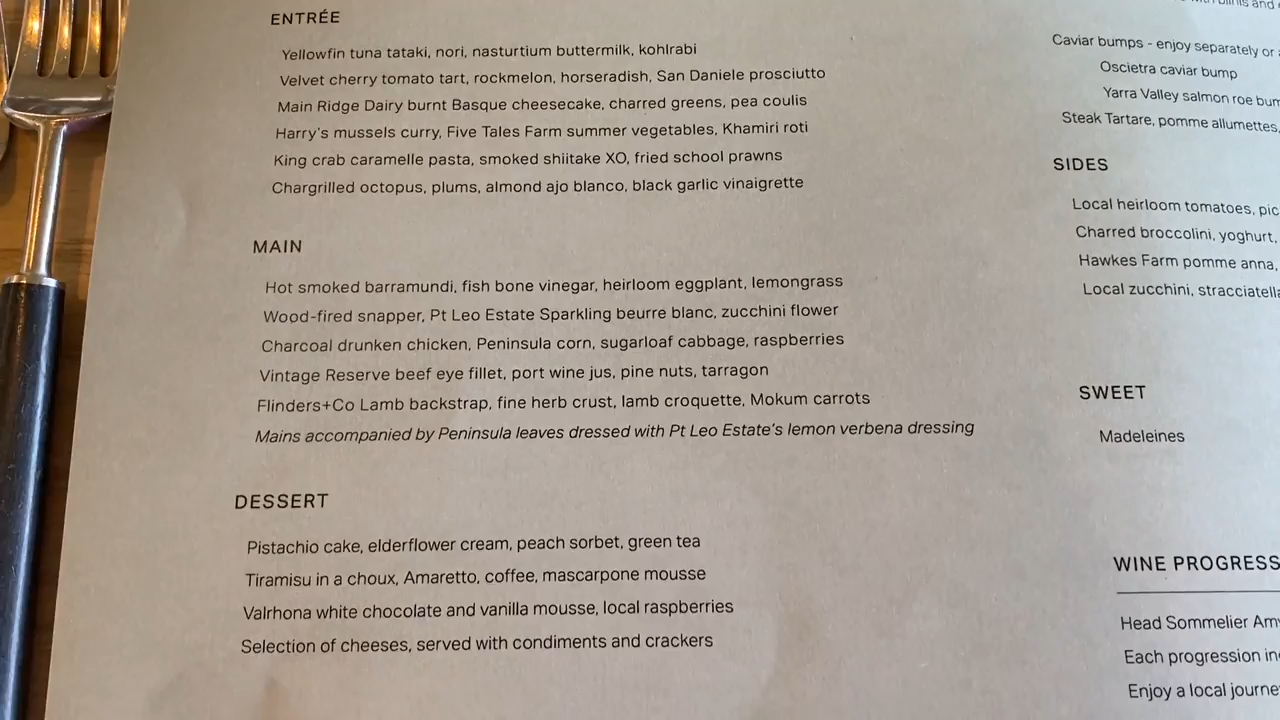 ENTRÉE
Yellowfin tuna tataki, nori, nasturtium buttermilk, kohlrabi
Velvet cherry tomato tart, rockmelon, horseradish, San Daniele prosciutto
Main Ridge Dairy burnt Basque cheesecake, charred greens, pea coulis
Harry's mussels curry, Five Tales Farm summer vegetables, Khamiri roti
King crab caramelle pasta, smoked shiitake XO, fried school prawns
Chargrilled octopus, plums, almond ajo blanco, black garlic vinaigrette
MAIN
Hot smoked barramundi, fish bone vinegar, heirloom eggplant, lemongrass
Wood-fired snapper, Pt Leo Estate Sparkling beurre blanc, zucchini flower
Charcoal drunken chicken, Peninsula corn, sugarloaf cabbage, raspberries
Vintage Reserve beef eye fillet, port wine jus, pine nuts, tarragon
Flinders+Co Lamb backstrap, fine herb crust, lamb croquette, Mokum carrots
Mains accompanied by Peninsula leaves dressed with Pt Leo Estate's lemon verbena dressing
DESSERT
Pistachio cake, elderflower cream, peach sorbet, green tea
Tiramisu in a choux, Amaretto, coffee, mascarpone mousse
Valrhona white chocolate and vanilla mousse, local raspberries
Selection of cheeses, served with condiments and crackers
blinis and
Caviar bumps - enjoy separately or
Oscietra caviar bump
Yarra Valley salmon roe bum
Steak Tartare, pomme allumettes,
SIDES
Local heirloom tomatoes, pic
Charred broccolini, yoghurt,
Hawkes Farm pomme anna,
Local zucchini, stracciatella
SWEET
Madeleines
WINE PROGRESS
Head Sommelier Am
Each progression in
Enjoy a local journe